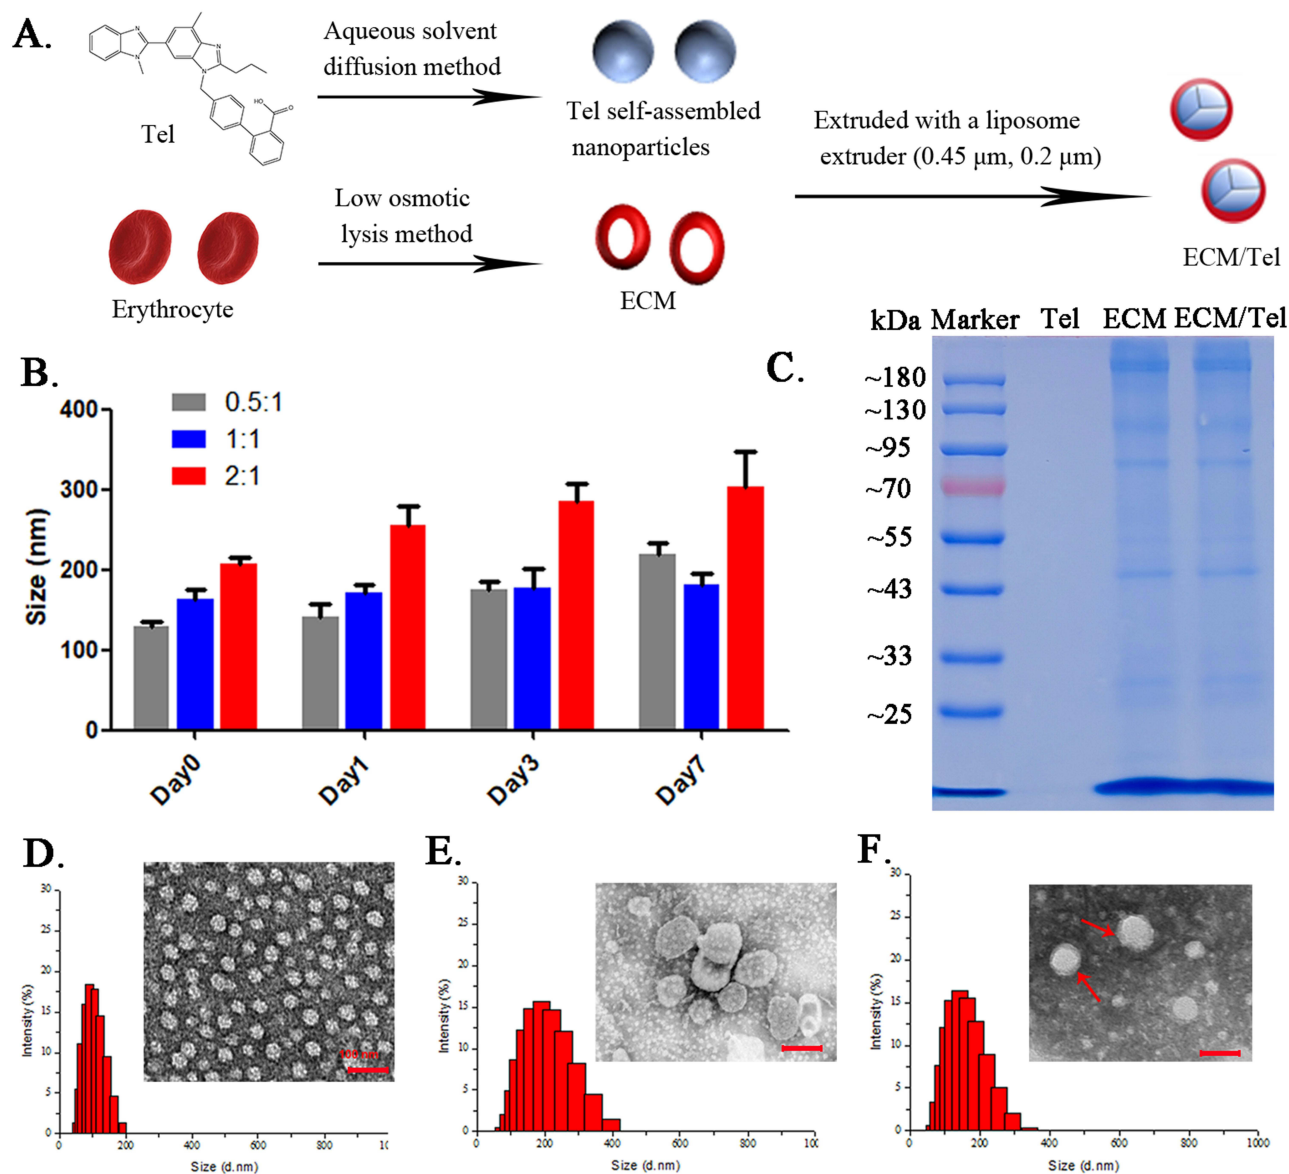 A.
N
N
N
N
HO
O
Tel
Aqueous solvent
diffusion method
Tel self-assembled
nanoparticles
Extruded with a liposome
extruder (0.45 μm, 0.2 μm)
ECM/Tel
Erythrocyte
Low osmotic
lysis method
ECM
B.
0.5:1
1:1
2:1
Size (nm)
400
300
200
100
0
Day0
Day1
Day3
Day7
C.
kDa Marker Tel ECM ECM/Tel
~180
~130
~95
~70
~55
~43
~33
~25
D.
Intensity (%)
30
25
20
15
10
5
0
0 200 400 600 800 10
Size (d.nm)
100 nm
E.
Intensity (%)
30
25
20
15
10
5
0
0 200 400 600 800 100
Size (d.nm)
F.
Intensity (%)
30
25
20
15
10
5
0
0 200 400 600 800 1000
Size (d.nm)